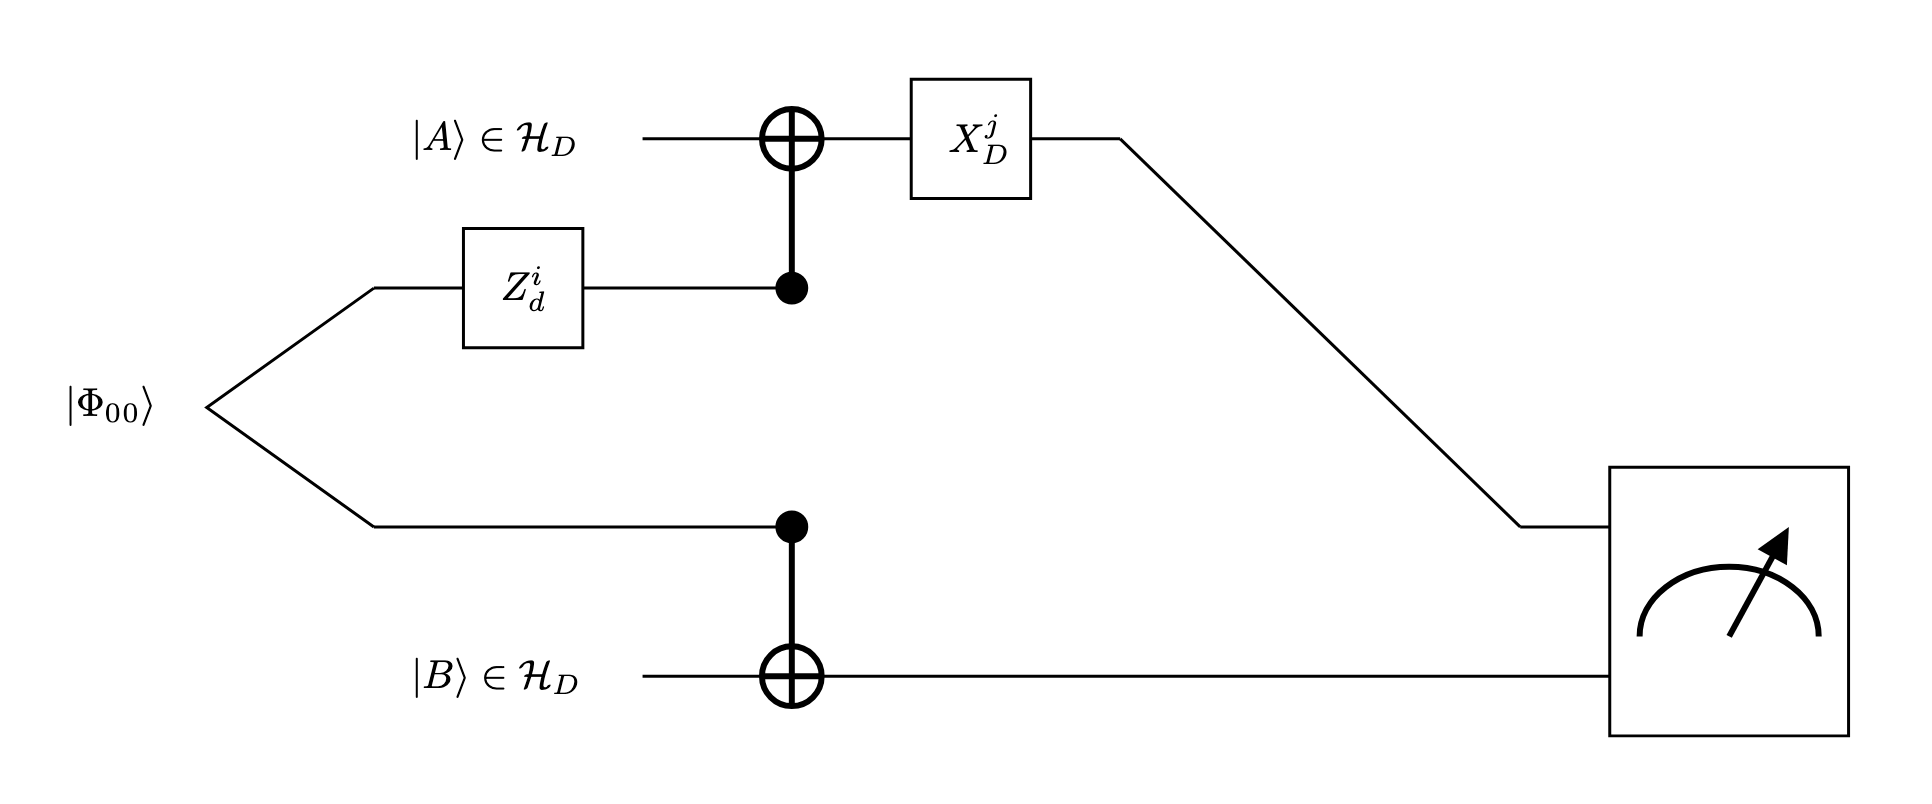 |A⟩ ∈ ℋ_D
X_D^j
Z_d^i
|Φ_00⟩
|B⟩ ∈ ℋ_D